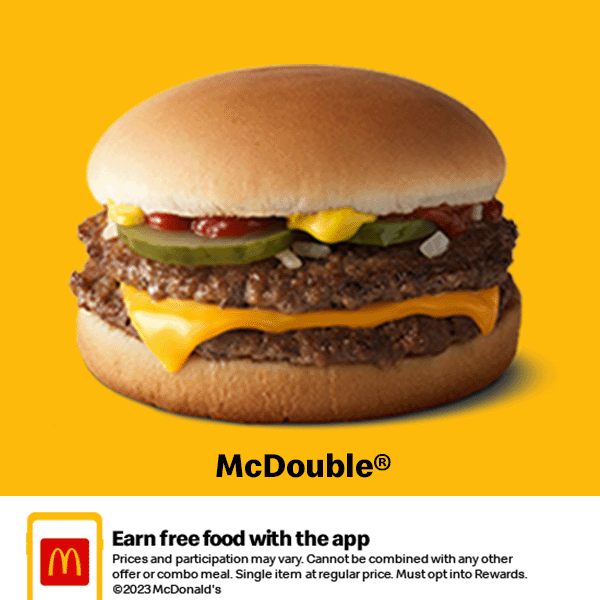 McDouble®
Earn free food with the app
Prices and participation may vary. Cannot be combined with any other
offer or combo meal. Single item at regular price. Must opt into Rewards.
©2023 McDonald's